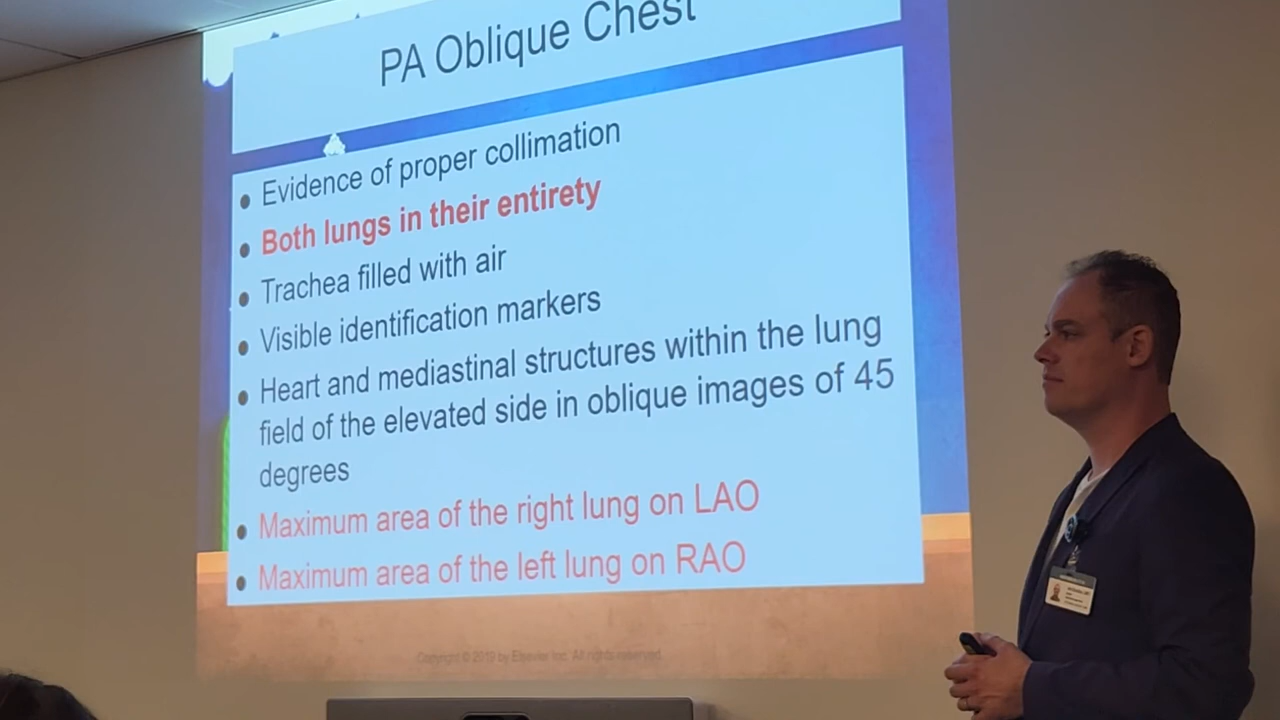 PA Oblique Chest
Evidence of proper collimation
Both lungs in their entirety
Trachea filled with air
Visible identification markers
Heart and mediastinal structures within the lung
field of the elevated side in oblique images of 45
degrees
Maximum area of the right lung on LAO
Maximum area of the left lung on RAO
Copyright © 2019 by Elsevier Inc. All rights reserved.